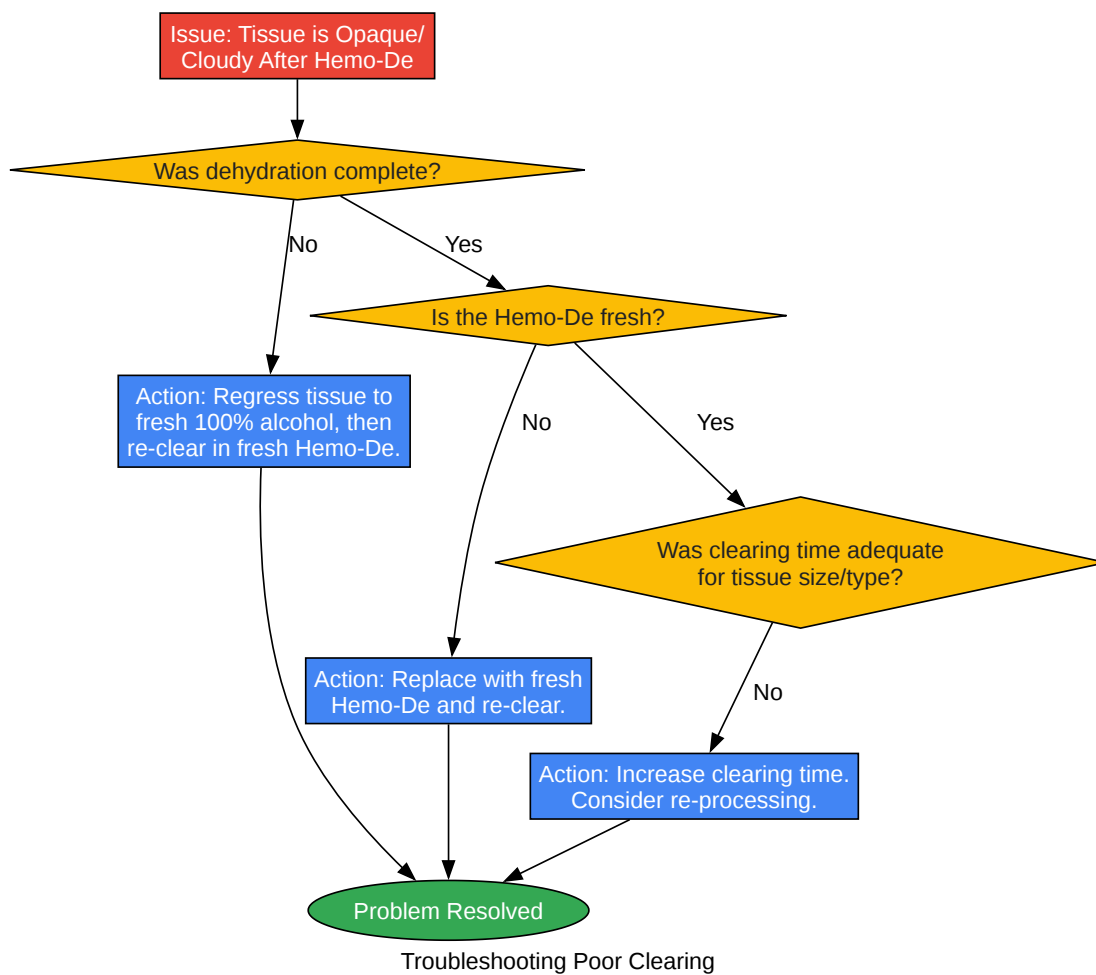 Issue: Tissue is Opaque/
Cloudy After Hemo-De
Was dehydration complete?
No
Yes
Is the Hemo-De fresh?
Action: Regress tissue to
fresh 100% alcohol, then
re-clear in fresh Hemo-De.
No
Yes
Was clearing time adequate
for tissue size/type?
Action: Replace with fresh
Hemo-De and re-clear.
No
Action: Increase clearing time.
Consider re-processing.
Problem Resolved
Troubleshooting Poor Clearing